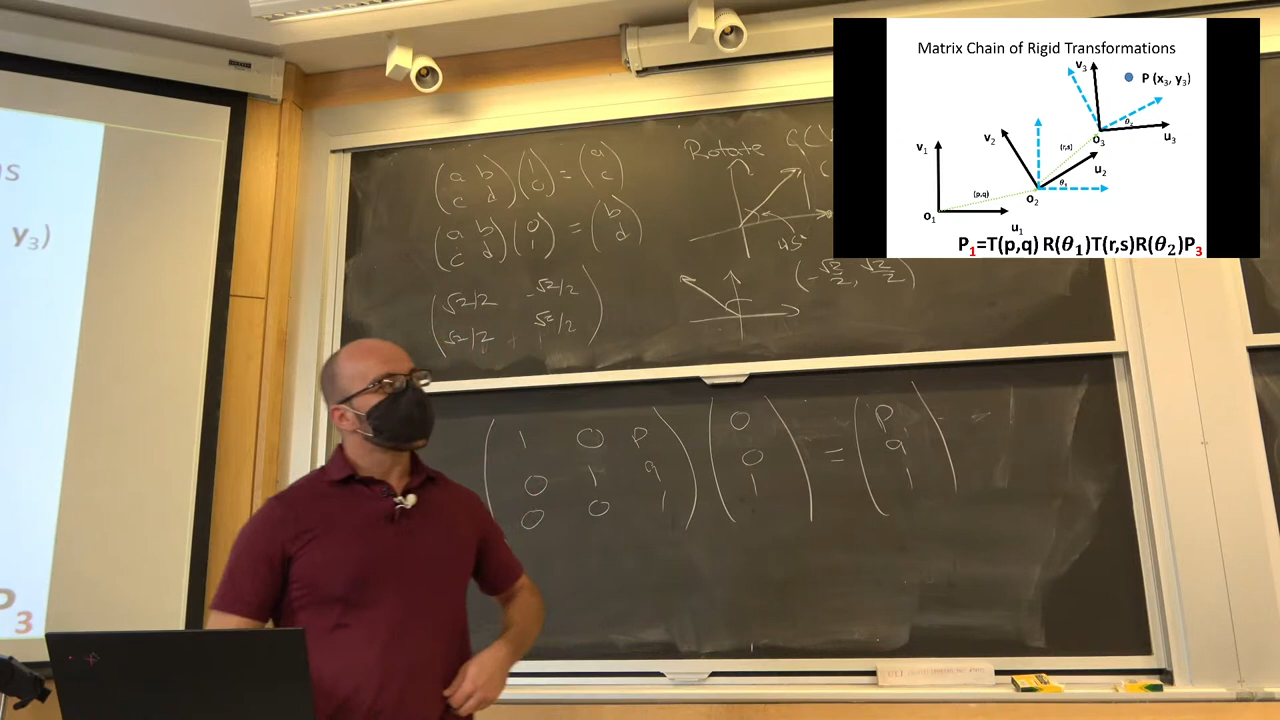 Matrix Chain of Rigid Transformations
v3
P (x3, y3)
θ2
u3
o3
v2
(r,s)
u2
v1
θ1
(p,q)
o2
o1
u1
P1=T(p,q) R(θ1)T(r,s)R(θ2)P3
s
y3)
P3
(a b
c d) (1
0) = (a
c)
(a b
c d) (0
1) = (b
d)
(√2/2 -√2/2
√2/2 √2/2)
Rotate
45°
(-√2/2, √2/2)
(1 0 p
0 1 q
0 0 1) (0
0
1) = (p
q
1)